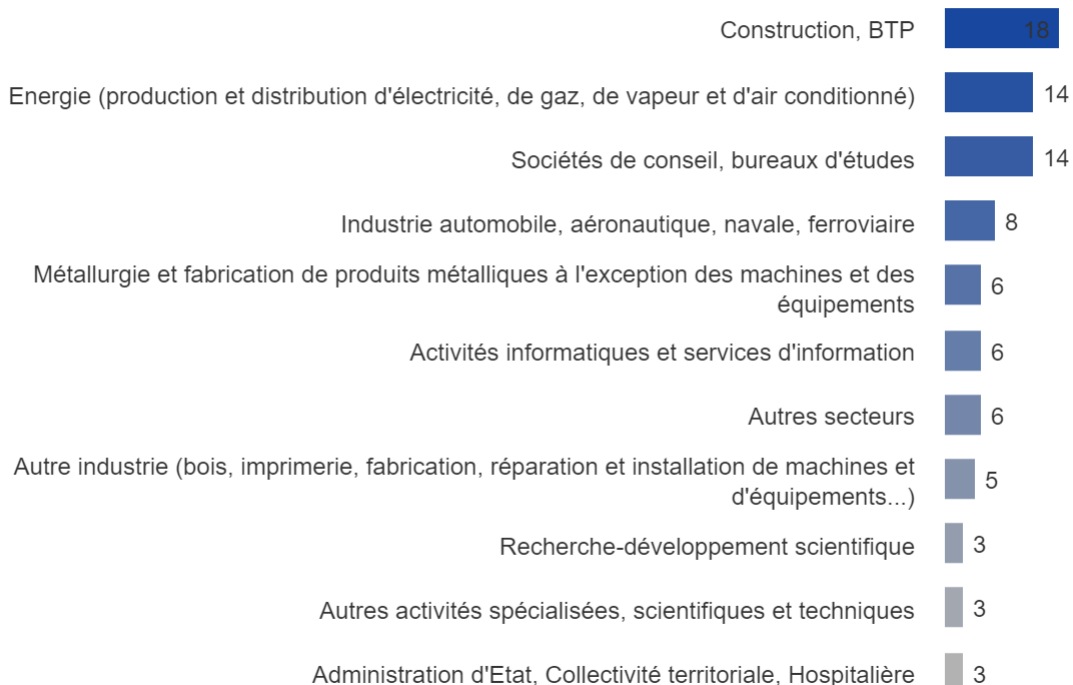 Construction, BTP 18
Energie (production et distribution d'électricité, de gaz, de vapeur et d'air conditionné) 14
Sociétés de conseil, bureaux d'études 14
Industrie automobile, aéronautique, navale, ferroviaire 8
Métallurgie et fabrication de produits métalliques à l'exception des machines et des
équipements 6
Activités informatiques et services d'information 6
Autres secteurs 6
Autre industrie (bois, imprimerie, fabrication, réparation et installation de machines et
d'équipements...) 5
Recherche-développement scientifique 3
Autres activités spécialisées, scientifiques et techniques 3
Administration d'Etat, Collectivité territoriale, Hospitalière 3